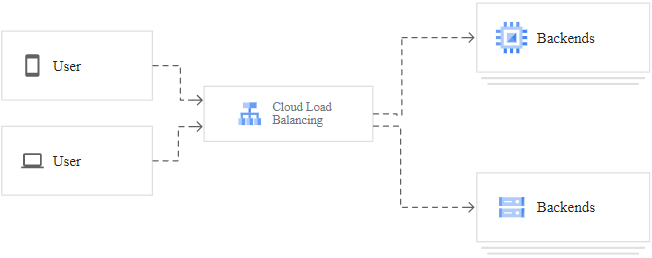 User
User
Cloud Load
Balancing
Backends
Backends